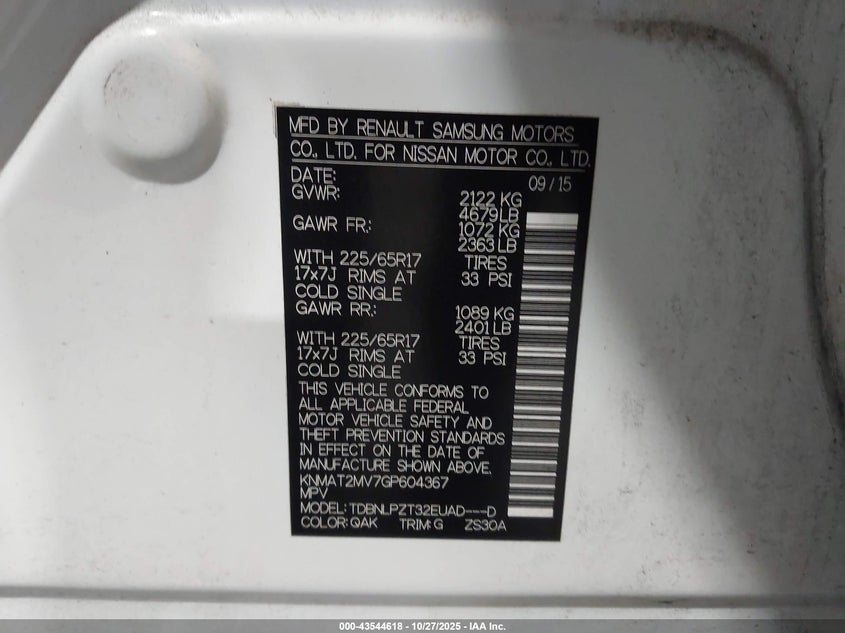 MFD BY RENAULT SAMSUNG MOTORS
CO., LTD. FOR NISSAN MOTOR CO., LTD.
DATE: 09/15
GVWR: 2122 KG
4679LB
GAWR FR.: 1072 KG
2363 LB
WITH 225/65R17 TIRES
17x7J RIMS AT 33 PSI
COLD SINGLE
GAWR RR.: 1089 KG
2401 LB
WITH 225/65R17 TIRES
17x7J RIMS AT 33 PSI
COLD SINGLE
THIS VEHICLE CONFORMS TO
ALL APPLICABLE FEDERAL
MOTOR VEHICLE SAFETY AND
THEFT PREVENTION STANDARDS
IN EFFECT ON THE DATE OF
MANUFACTURE SHOWN ABOVE.
KNMAT2MV7GP604367
MPV
MODEL: TDBNLPZT32EUAD---D
COLOR: QAK TRIM: G ZS30A
000-43544618 - 10/27/2025 - IAA Inc.